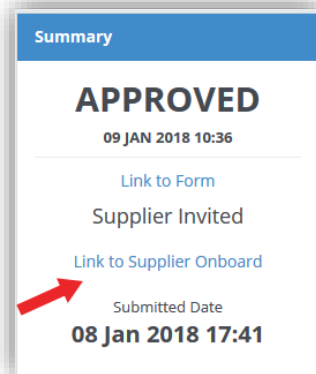 Summary
APPROVED
09 JAN 2018 10:36
Link to Form
Supplier Invited
Link to Supplier Onboard
Submitted Date
08 Jan 2018 17:41